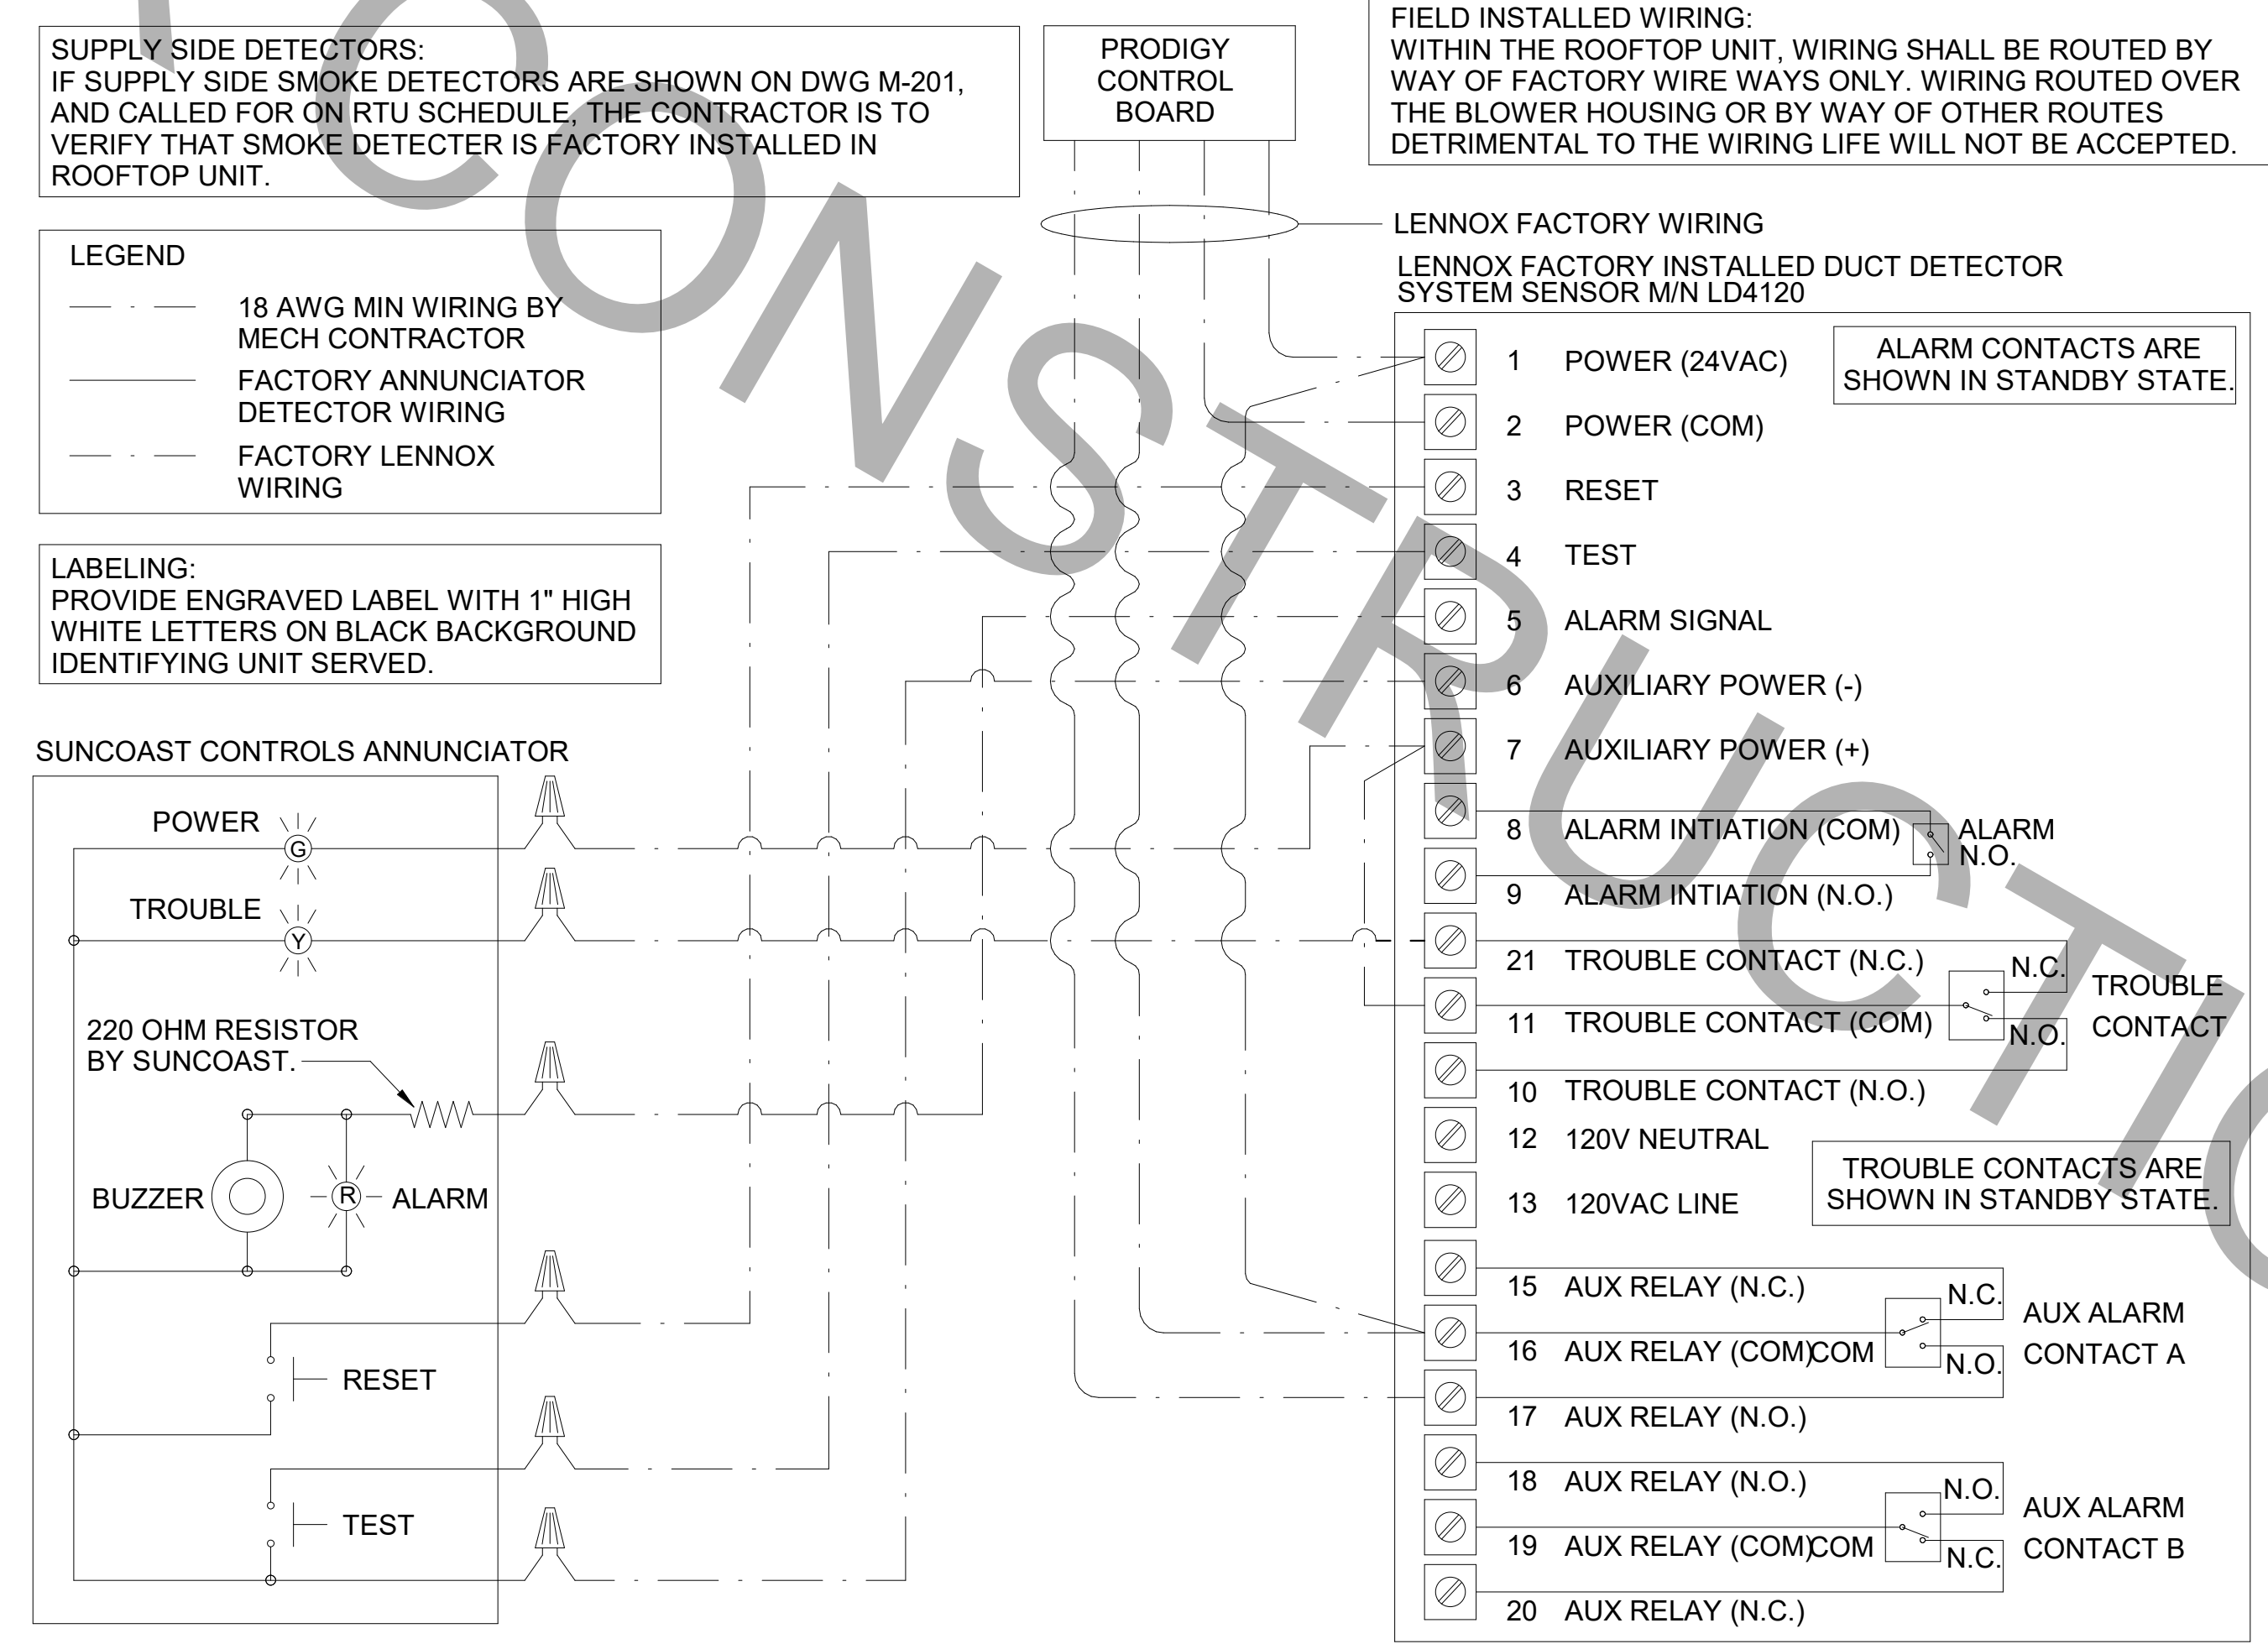 SUPPLY SIDE DETECTORS:
IF SUPPLY SIDE SMOKE DETECTORS ARE SHOWN ON DWG M-201,
AND CALLED FOR ON RTU SCHEDULE, THE CONTRACTOR IS TO
VERIFY THAT SMOKE DETECTER IS FACTORY INSTALLED IN
ROOFTOP UNIT.
PRODIGY
CONTROL
BOARD
FIELD INSTALLED WIRING:
WITHIN THE ROOFTOP UNIT, WIRING SHALL BE ROUTED BY
WAY OF FACTORY WIRE WAYS ONLY. WIRING ROUTED OVER
THE BLOWER HOUSING OR BY WAY OF OTHER ROUTES
DETRIMENTAL TO THE WIRING LIFE WILL NOT BE ACCEPTED.
LEGEND
18 AWG MIN WIRING BY
MECH CONTRACTOR
FACTORY ANNUNCIATOR
DETECTOR WIRING
FACTORY LENNOX
WIRING
LABELING:
PROVIDE ENGRAVED LABEL WITH 1" HIGH
WHITE LETTERS ON BLACK BACKGROUND
IDENTIFYING UNIT SERVED.
LENNOX FACTORY WIRING
LENNOX FACTORY INSTALLED DUCT DETECTOR
SYSTEM SENSOR M/N LD4120
ALARM CONTACTS ARE
SHOWN IN STANDBY STATE.
1 POWER (24VAC)
2 POWER (COM)
3 RESET
4 TEST
5 ALARM SIGNAL
6 AUXILIARY POWER (-)
7 AUXILIARY POWER (+)
8 ALARM INTIATION (COM)
ALARM
N.O.
9 ALARM INTIATION (N.O.)
21 TROUBLE CONTACT (N.C.)
N.C.
TROUBLE
CONTACT
11 TROUBLE CONTACT (COM)
N.O.
10 TROUBLE CONTACT (N.O.)
12 120V NEUTRAL
13 120VAC LINE
TROUBLE CONTACTS ARE
SHOWN IN STANDBY STATE.
15 AUX RELAY (N.C.)
N.C.
AUX ALARM
CONTACT A
16 AUX RELAY (COM) COM
N.O.
17 AUX RELAY (N.O.)
18 AUX RELAY (N.O.)
N.O.
AUX ALARM
CONTACT B
19 AUX RELAY (COM) COM
N.C.
20 AUX RELAY (N.C.)
SUNCOAST CONTROLS ANNUNCIATOR
POWER
G
TROUBLE
Y
220 OHM RESISTOR
BY SUNCOAST.
BUZZER
R
ALARM
RESET
TEST
CONSTRUCTIO